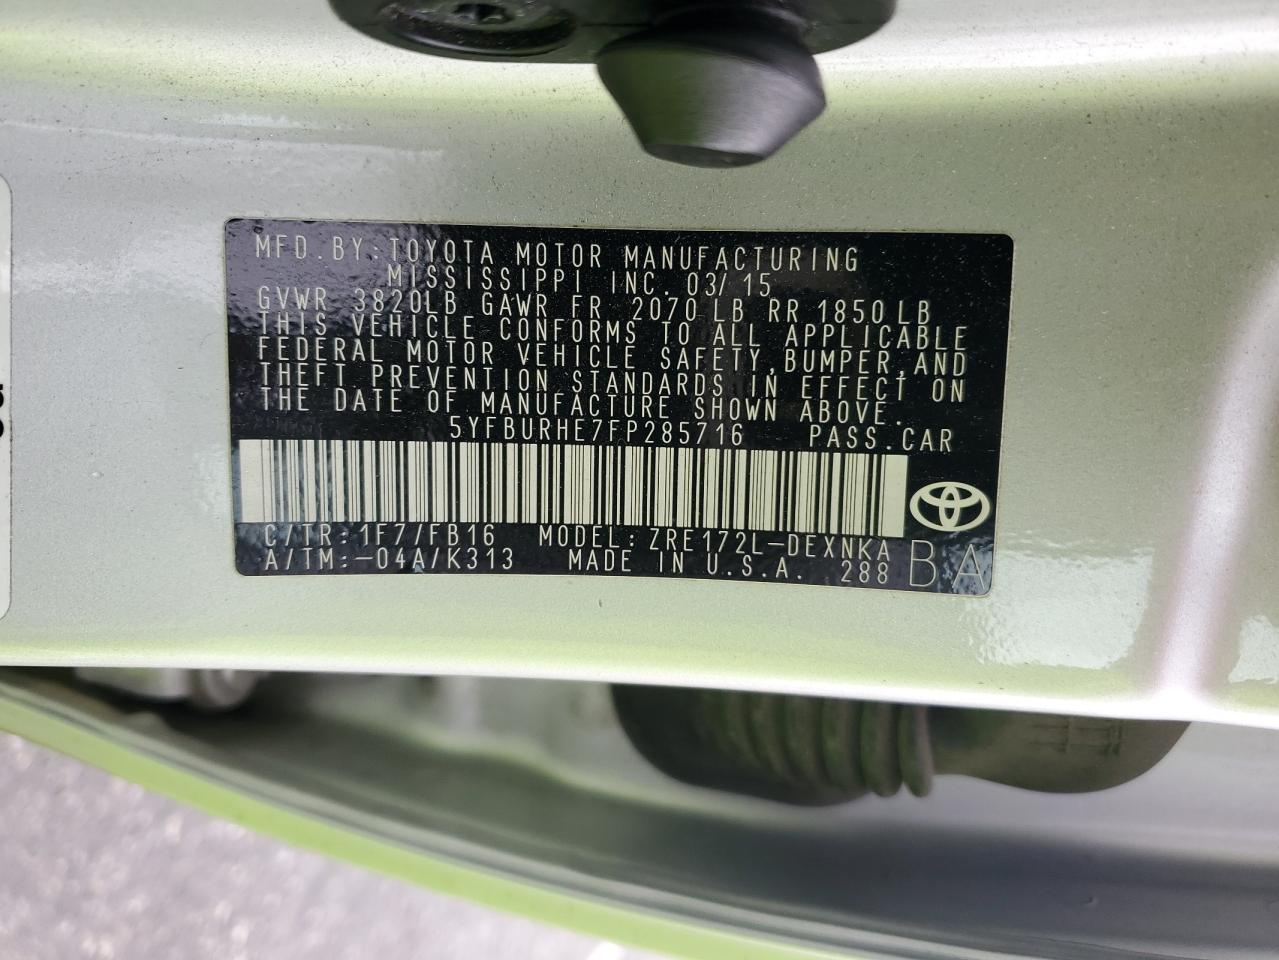 MFD. BY: TOYOTA MOTOR MANUFACTURING
MISSISSIPPI INC. 03/15
GVWR 3820LB GAWR FR 2070 LB RR 1850 LB
THIS VEHICLE CONFORMS TO ALL APPLICABLE
FEDERAL MOTOR VEHICLE SAFETY, BUMPER, AND
THEFT PREVENTION STANDARDS IN EFFECT ON
THE DATE OF MANUFACTURE SHOWN ABOVE.
5YFBURHE7FP285716 PASS.CAR
C/TR: 1F7/FB16 MODEL: ZRE172L-DEXNKA
A/TM:-04A/K313 MADE IN U.S.A. 288 BA